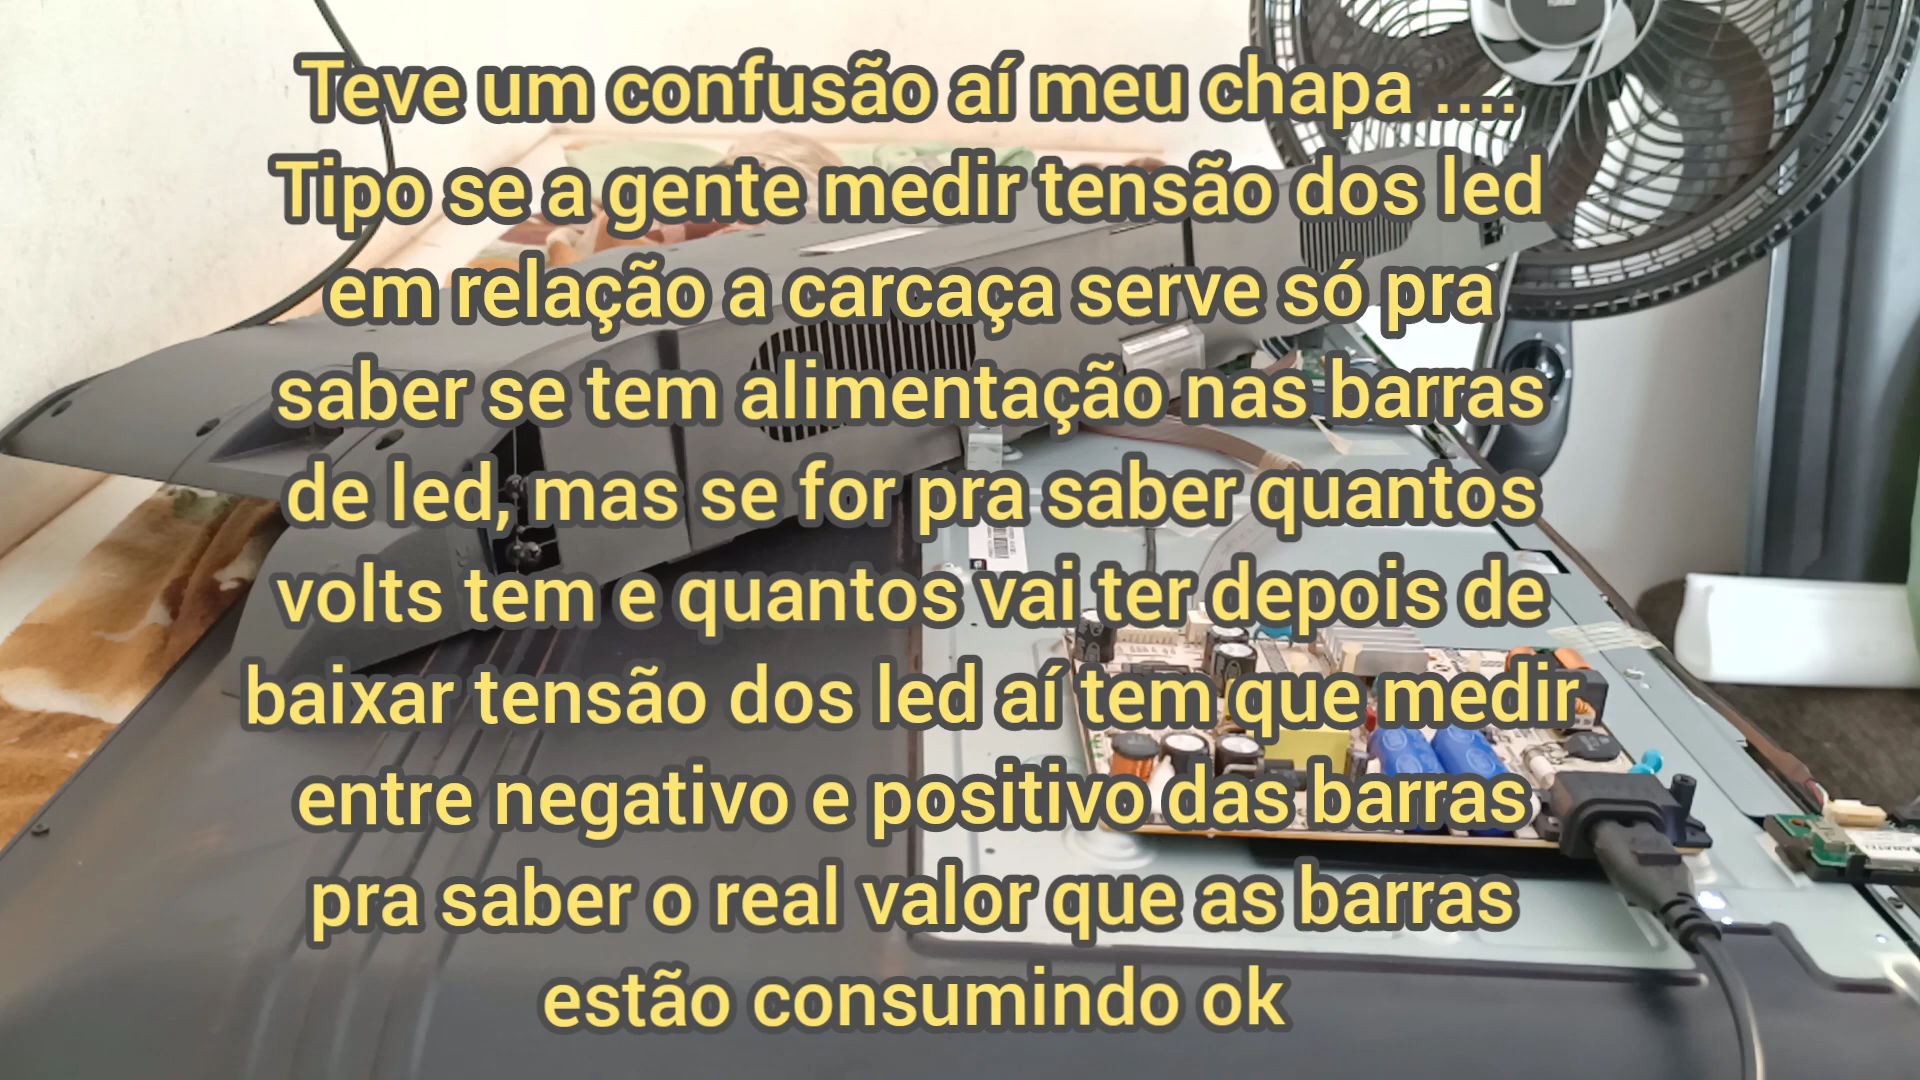 Teve um confusão aí meu chapa ....
Tipo se a gente medir tensão dos led
em relação a carcaça serve só pra
saber se tem alimentação nas barras
de led, mas se for pra saber quantos
volts tem e quantos vai ter depois de
baixar tensão dos led aí tem que medir
entre negativo e positivo das barras
pra saber o real valor que as barras
estão consumindo ok